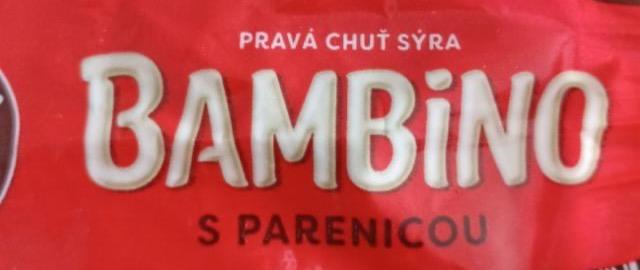 PRAVÁ CHUŤ SÝRA
BAMBiNO
S PARENICOU